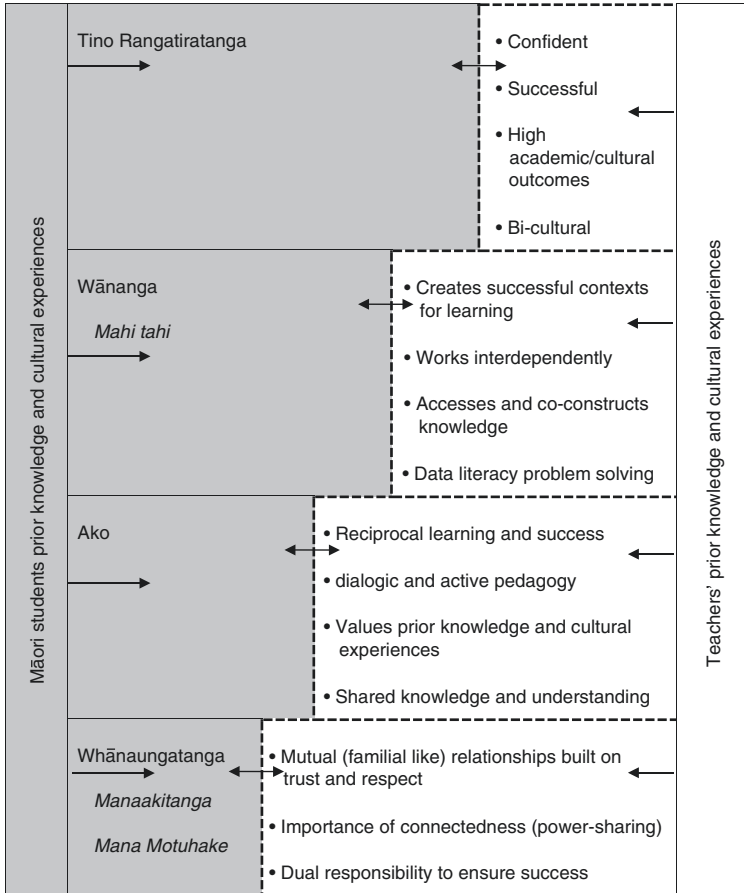 Māori students prior knowledge and cultural experiences
Tino Rangatiratanga
• Confident
• Successful
• High
academic/cultural
outcomes
• Bi-cultural
Wānanga
Mahi tahi
• Creates successful contexts
for learning
• Works interdependently
• Accesses and co-constructs
knowledge
• Data literacy problem solving
Ako
• Reciprocal learning and success
• dialogic and active pedagogy
• Values prior knowledge and cultural
experiences
• Shared knowledge and understanding
Whānaungatanga
Manaakitanga
Mana Motuhake
• Mutual (familial like) relationships built on
trust and respect
• Importance of connectedness (power-sharing)
• Dual responsibility to ensure success
Teachers’ prior knowledge and cultural experiences